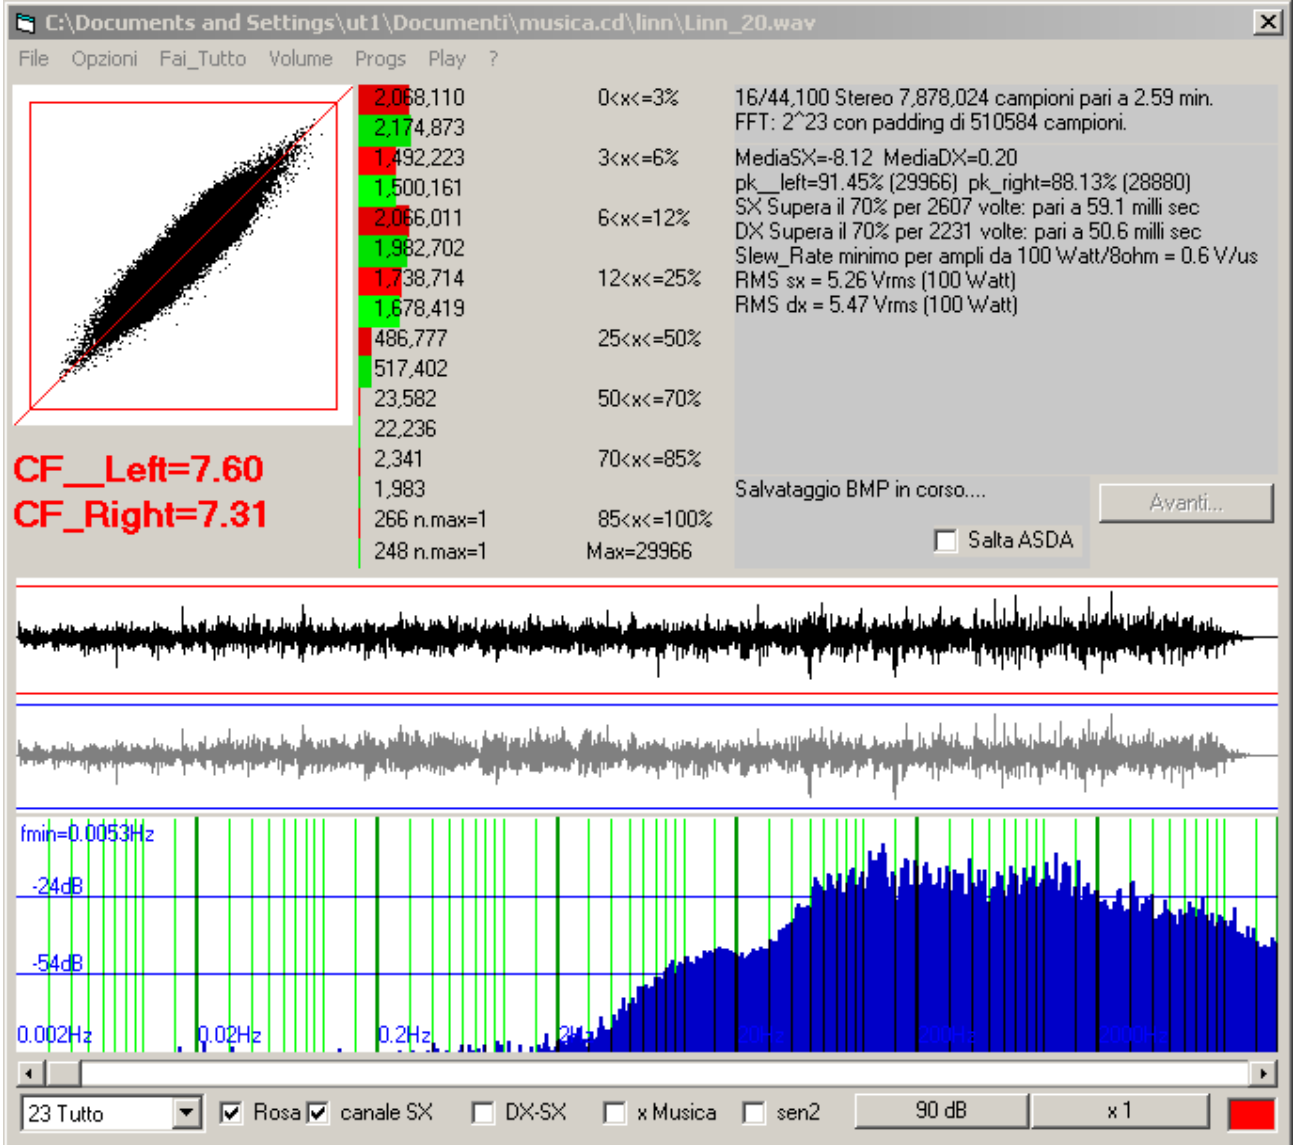 C:\Documents and Settings\ut1\Documenti\musica.cd\linn\Linn_20.wav
File Opzioni Fai_Tutto Volume Progs Play ?
2,068,110 0<x<=3%
2,174,873
1,492,223 3<x<=6%
1,500,161
2,066,011 6<x<=12%
1,982,702
1,738,714 12<x<=25%
1,678,419
486,777 25<x<=50%
517,402
23,582 50<x<=70%
22,236
2,341 70<x<=85%
1,983
266 n.max=1 85<x<=100%
248 n.max=1 Max=29966
16/44,100 Stereo 7,878,024 campioni pari a 2.59 min.
FFT: 2^23 con padding di 510584 campioni.
MediaSX=-8.12 MediaDX=0.20
pk__left=91.45% (29966) pk_right=88.13% (28880)
SX Supera il 70% per 2607 volte: pari a 59.1 milli sec
DX Supera il 70% per 2231 volte: pari a 50.6 milli sec
Slew_Rate minimo per ampli da 100 Watt/8ohm = 0.6 V/us
RMS sx = 5.26 Vrms (100 Watt)
RMS dx = 5.47 Vrms (100 Watt)
CF__Left=7.60
CF_Right=7.31
Salvataggio BMP in corso....
Avanti...
Salta ASDA
fmin=0.0053Hz
-24dB
-54dB
0.002Hz 0.02Hz 0.2Hz 2Hz 20Hz 200Hz 2000Hz
23 Tutto Rosa canale SX DX-SX x Musica sen2 90 dB x 1